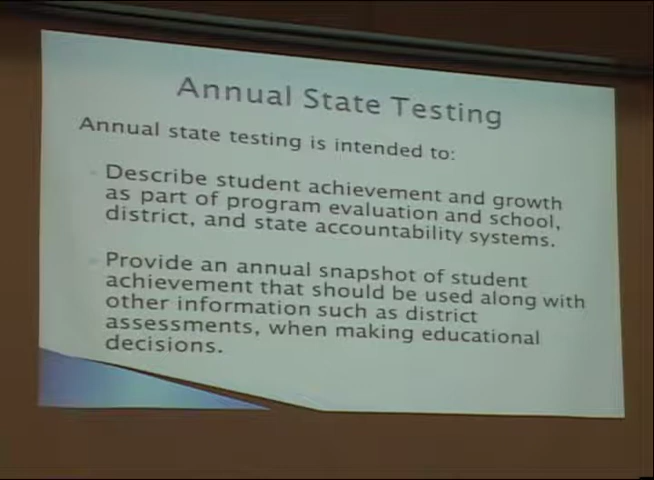 Annual State Testing
Annual state testing is intended to:
Describe student achievement and growth
as part of program evaluation and school,
district, and state accountability systems.
Provide an annual snapshot of student
achievement that should be used along with
other information such as district
assessments, when making educational
decisions.